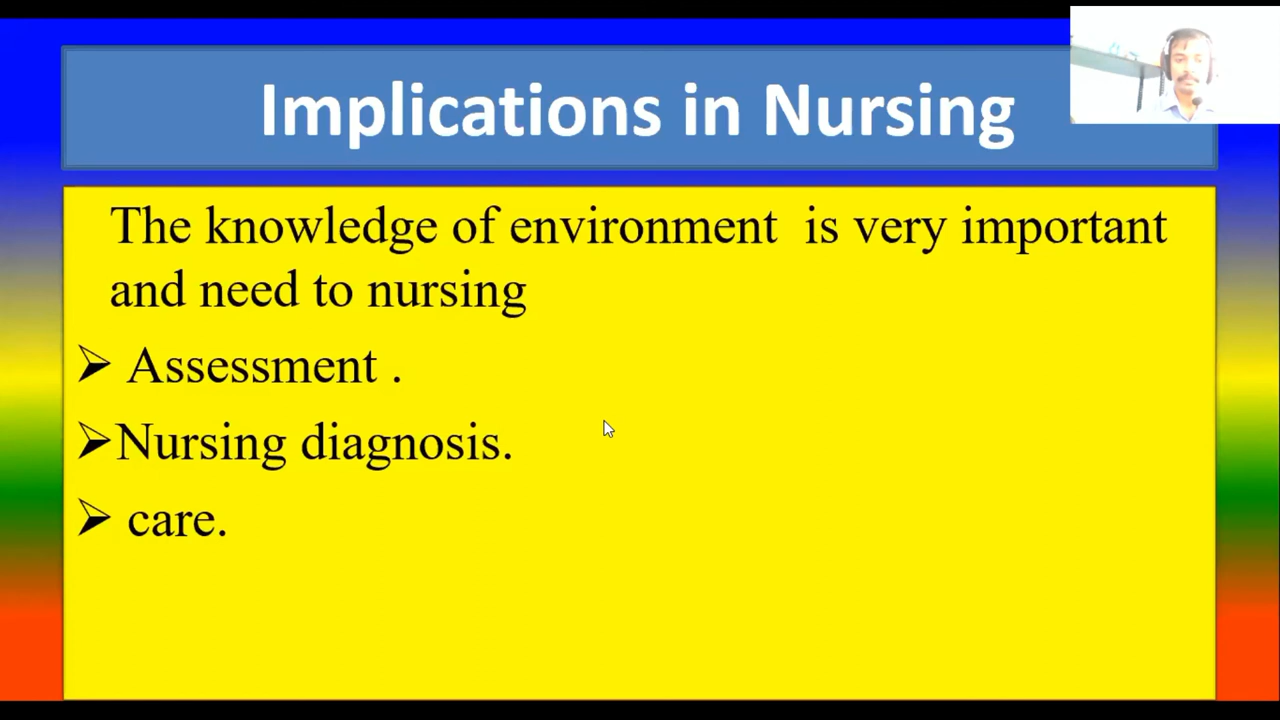 Implications in Nursing
The knowledge of environment is very important
and need to nursing
➢ Assessment .
➢Nursing diagnosis.
➢ care.